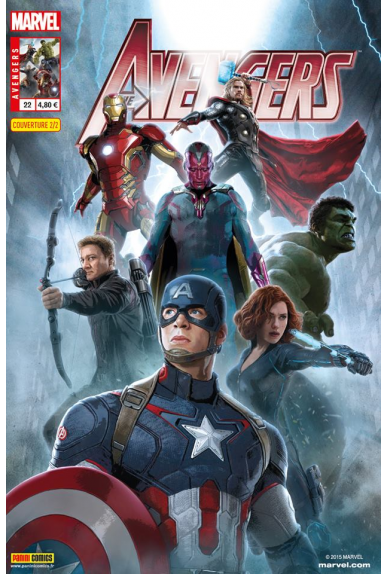 MARVEL
AVENGERS
AVENGERS
22 4,80 €
COUVERTURE 2/2
A
PANINI COMICS
www.paninicomics.fr
© 2015 MARVEL
marvel.com